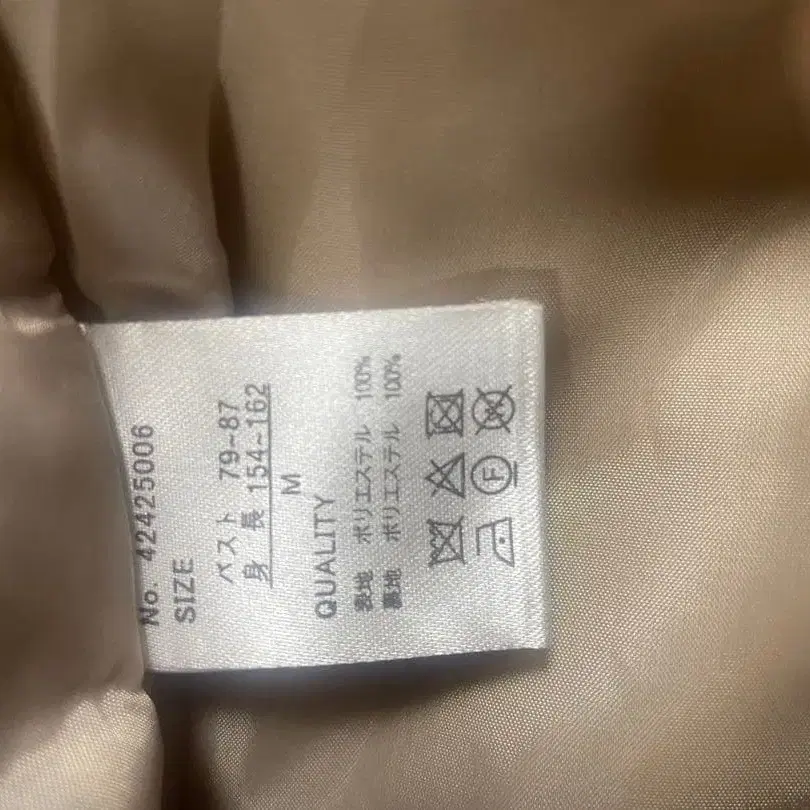 No. 42425006
SIZE
バスト 79~87
身 長 154~162
M
QUALITY
表地 ポリエステル 100%
裏地 ポリエステル 100%
F
W